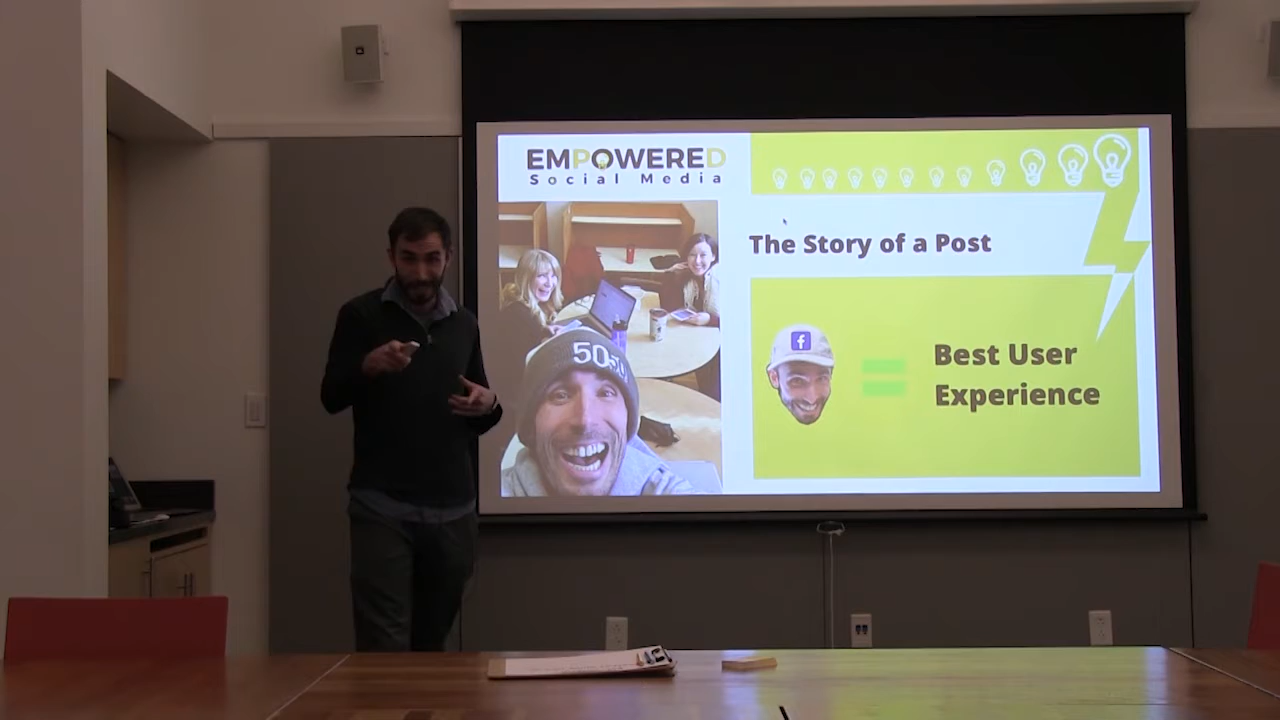 EMPOWERED
Social Media
The Story of a Post
50
f
Best User
Experience